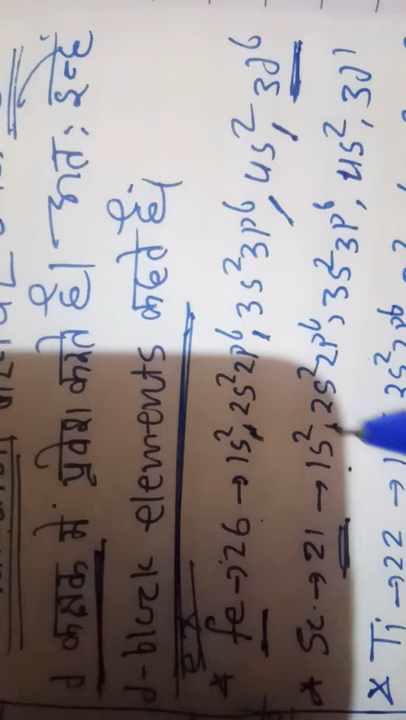 d कक्षक में प्रवेश करते हैं। अतः इन्हें
d-block elements कहते हैं।
ex
* fe → 26 → 1s², 2s² 2p⁶, 3s² 3p⁶, 4s², 3d⁶
* Sc → 21 → 1s², 2s² 2p⁶, 3s² 3p⁶, 4s², 3d¹
* Ti → 22 → 1